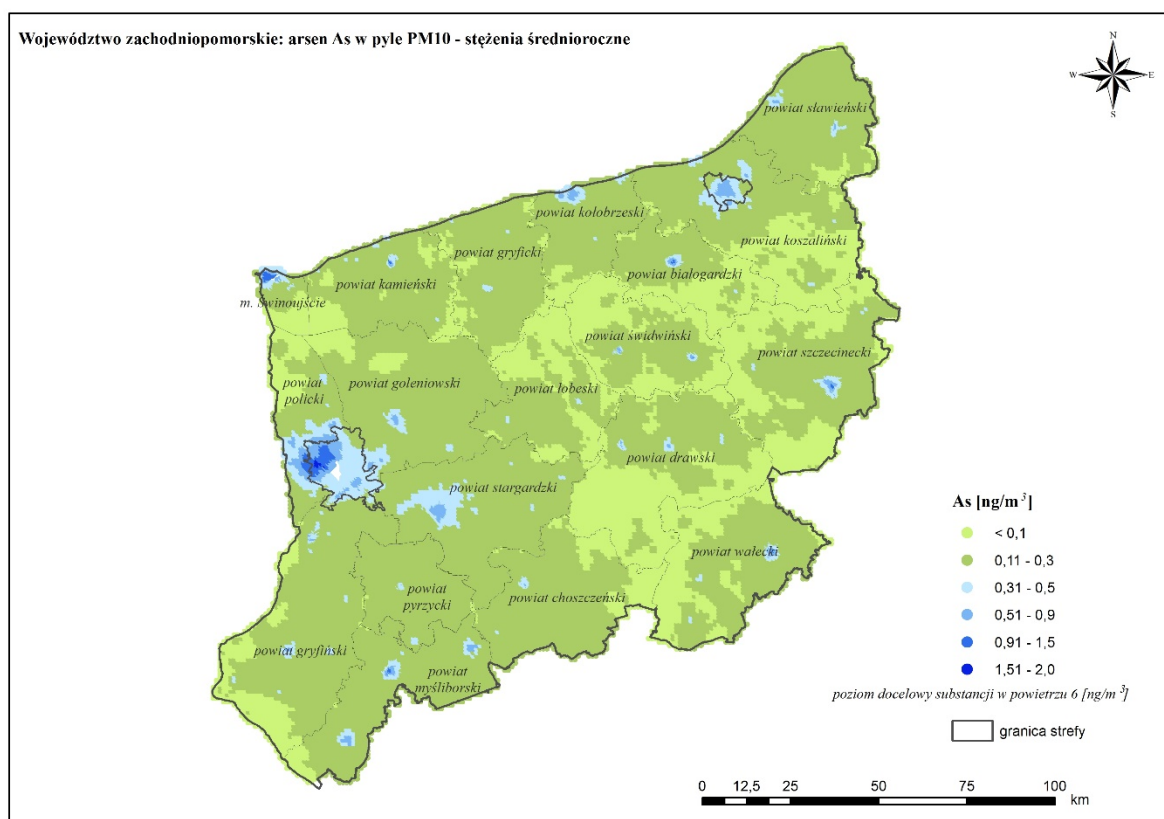 Województwo zachodniopomorskie: arsen As w pyle PM10 - stężenia średnioroczne
N
W E
S
powiat sławieński
powiat kołobrzeski
powiat koszaliński
powiat gryficki
powiat białogardzki
powiat kamieński
m. Świnoujście
powiat świdwiński
powiat szczecinecki
powiat goleniowski
powiat łobeski
powiat
policki
powiat drawski
powiat stargardzki
powiat wałecki
powiat
pyrzycki
powiat choszczeński
powiat gryfiński
powiat
myśliborski
As [ng/m³]
< 0,1
0,11 - 0,3
0,31 - 0,5
0,51 - 0,9
0,91 - 1,5
1,51 - 2,0
poziom docelowy substancji w powietrzu 6 [ng/m³]
granica strefy
0 12,5 25 50 75 100
km